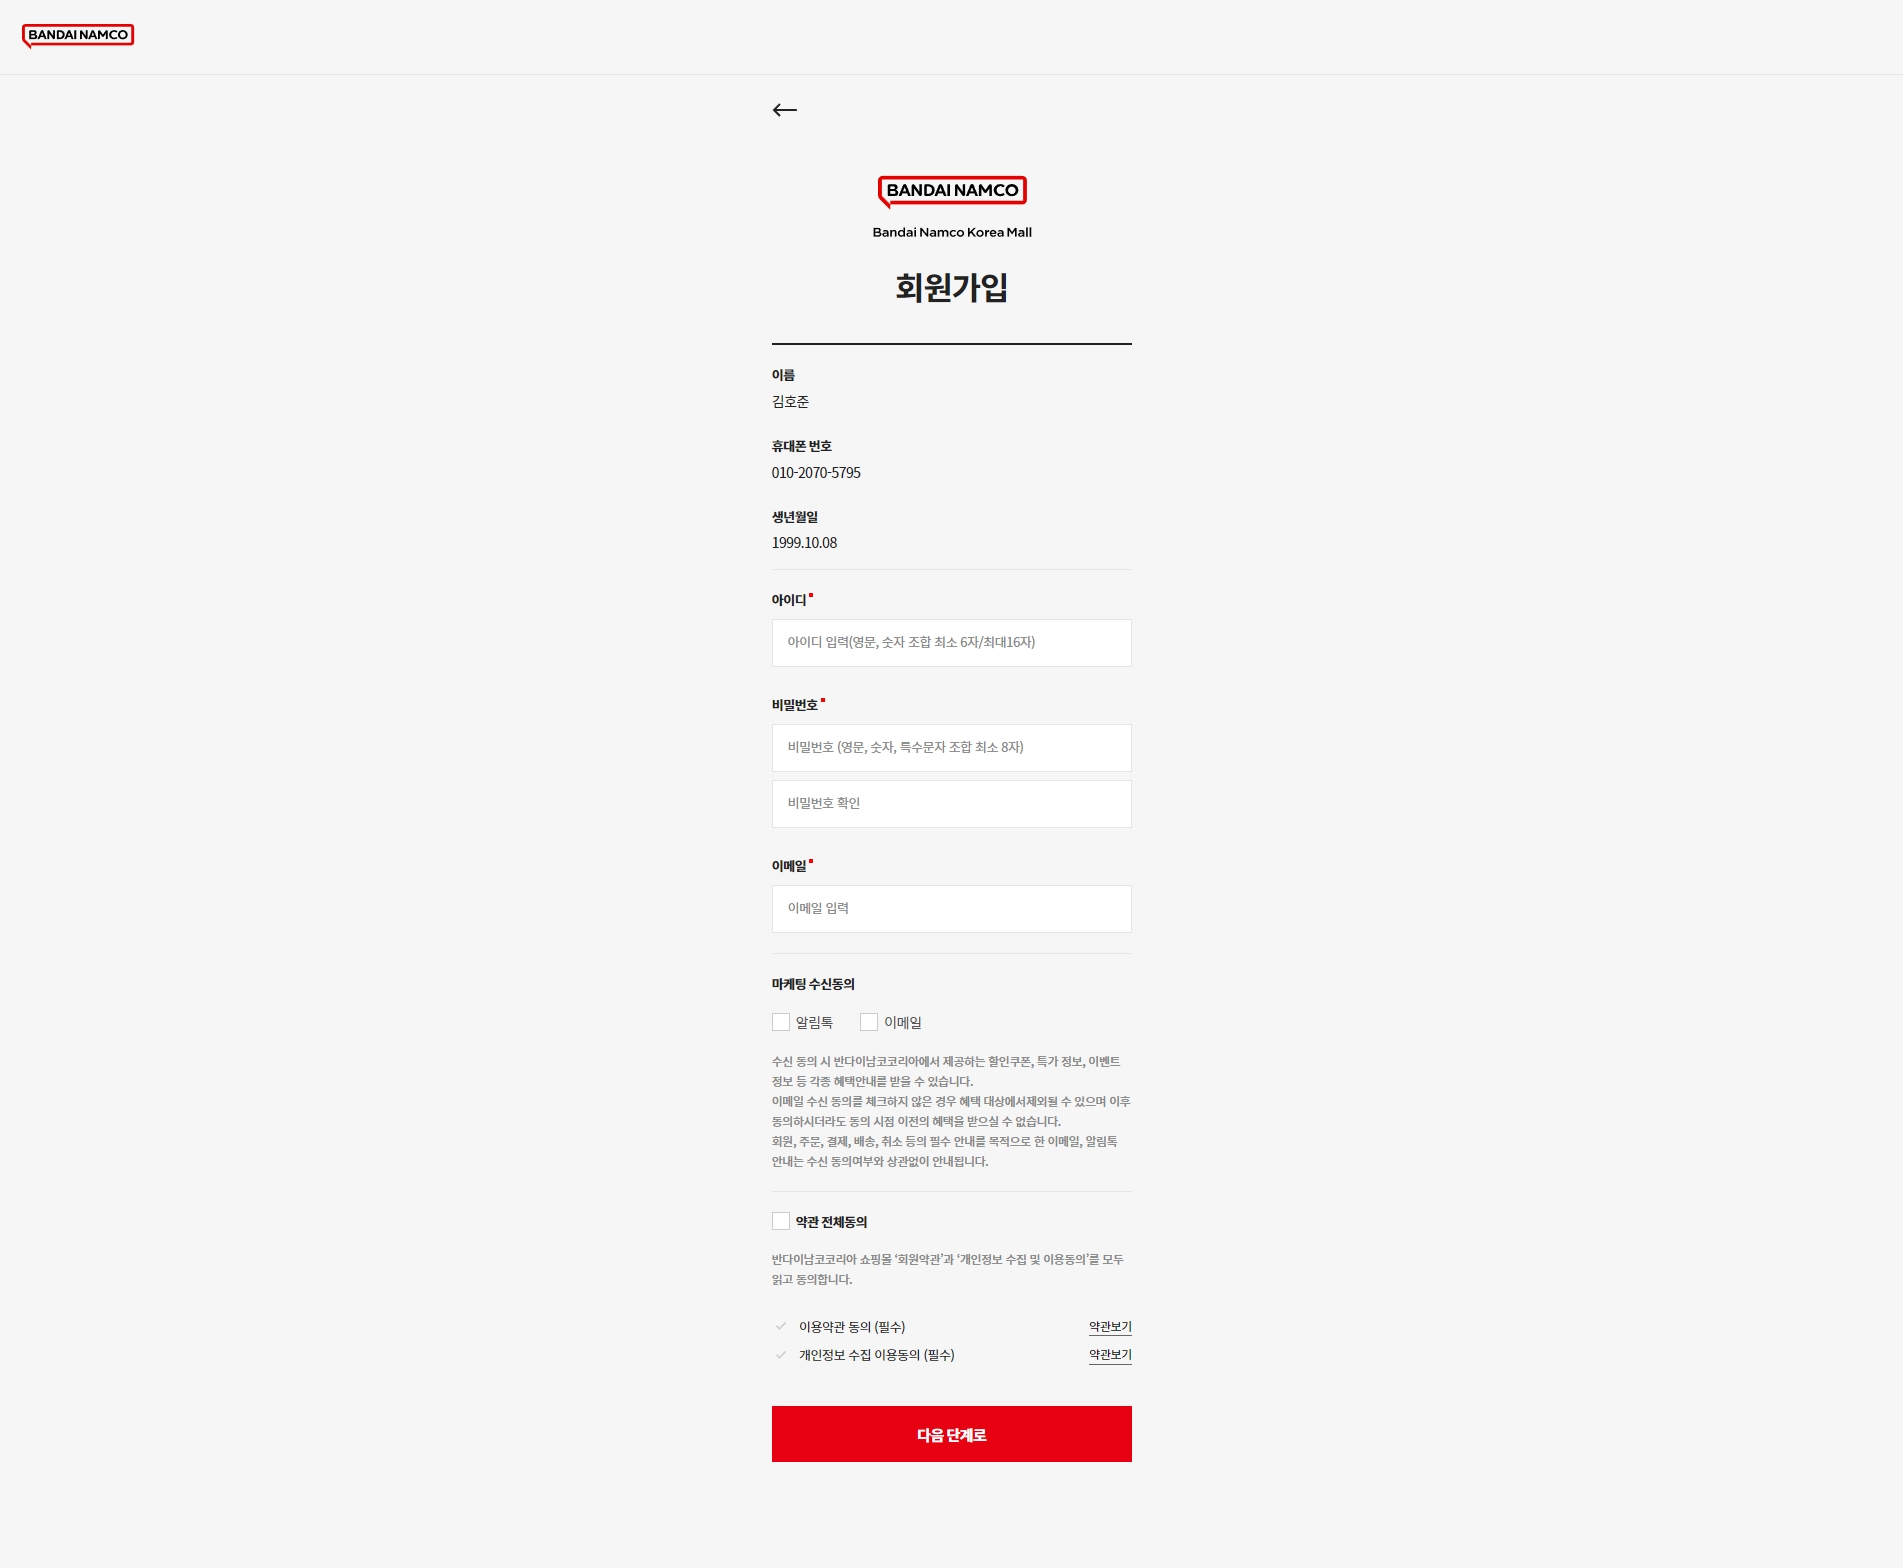 BANDAI NAMCO
BANDAI NAMCO
Bandai Namco Korea Mall
회원가입
이름
김호준
휴대폰 번호
010-2070-5795
생년월일
1999.10.08
아이디
아이디 입력(영문, 숫자 조합 최소 6자/최대16자)
비밀번호
비밀번호 (영문, 숫자, 특수문자 조합 최소 8자)
비밀번호 확인
이메일
이메일 입력
마케팅 수신동의
알림톡 이메일
수신 동의 시 반다이남코코리아에서 제공하는 할인쿠폰, 특가 정보, 이벤트
정보 등 각종 혜택안내를 받을 수 있습니다.
이메일 수신 동의를 체크하지 않은 경우 혜택 대상에서제외될 수 있으며 이후
동의하시더라도 동의 시점 이전의 혜택을 받으실 수 없습니다.
회원, 주문, 결제, 배송, 취소 등의 필수 안내를 목적으로 한 이메일, 알림톡
안내는 수신 동의여부와 상관없이 안내됩니다.
약관 전체동의
반다이남코코리아 쇼핑몰 ‘회원약관’과 ‘개인정보 수집 및 이용동의’를 모두
읽고 동의합니다.
이용약관 동의 (필수) 약관보기
개인정보 수집 이용동의 (필수) 약관보기
다음 단계로